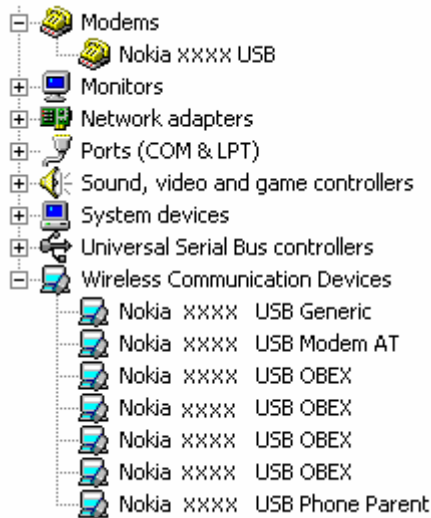 Modems
Nokia xxxx USB
Monitors
Network adapters
Ports (COM & LPT)
Sound, video and game controllers
System devices
Universal Serial Bus controllers
Wireless Communication Devices
Nokia xxxx USB Generic
Nokia xxxx USB Modem AT
Nokia xxxx USB OBEX
Nokia xxxx USB OBEX
Nokia xxxx USB OBEX
Nokia xxxx USB OBEX
Nokia xxxx USB Phone Parent